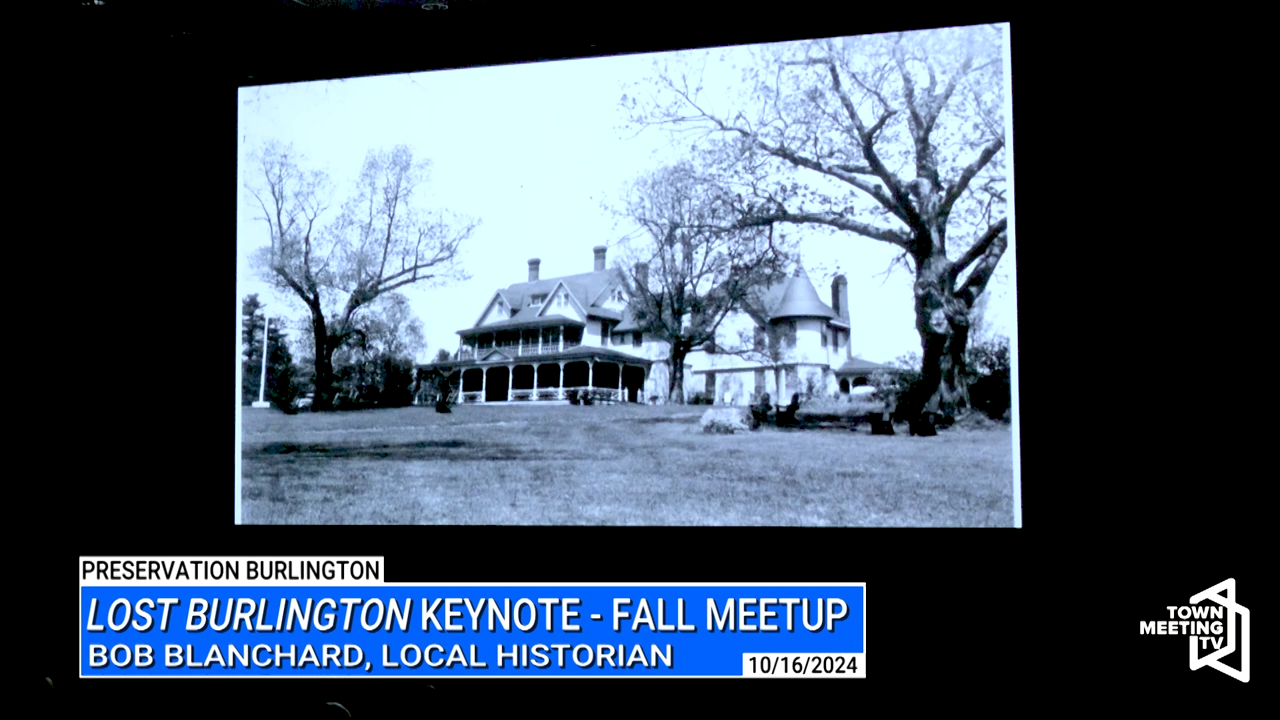 PRESERVATION BURLINGTON
LOST BURLINGTON KEYNOTE - FALL MEETUP
BOB BLANCHARD, LOCAL HISTORIAN
10/16/2024
TOWN
MEETING
TV